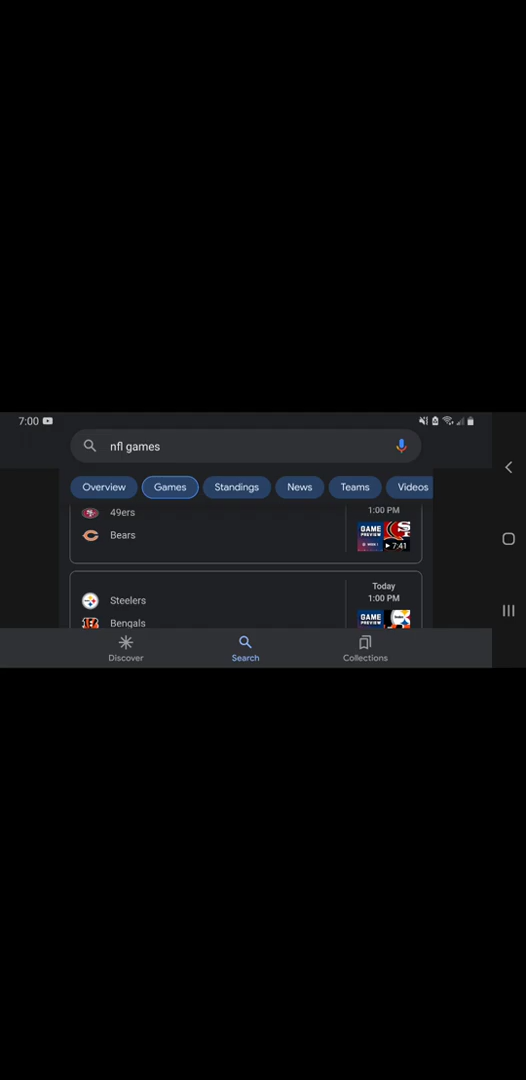 7:00
nfl games
Overview Games Standings News Teams Videos
49ers
1:00 PM
Bears
GAME PREVIEW
7:41
Today
Steelers
1:00 PM
Bengals
GAME PREVIEW
Discover Search Collections